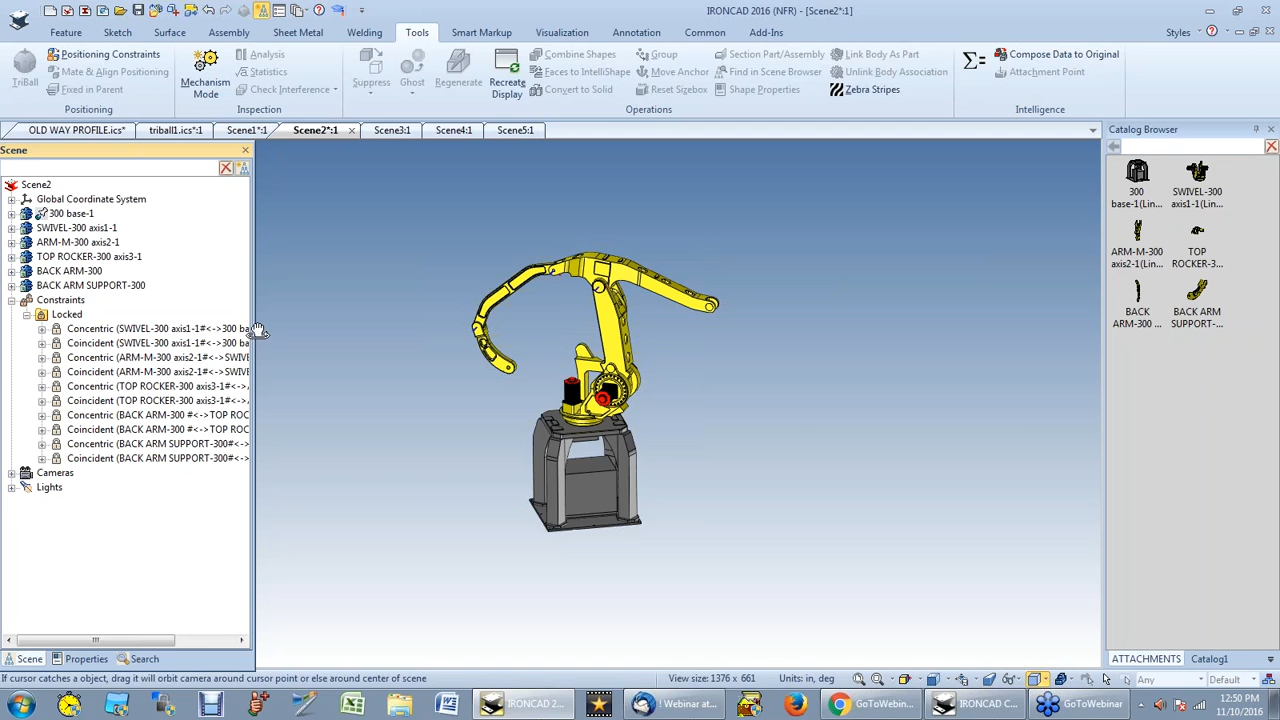 IRONCAD 2016 (NFR) - [Scene2*:1]
Feature Sketch Surface Assembly Sheet Metal Welding Tools Smart Markup Visualization Annotation Common Add-Ins Styles
TriBall
Positioning Constraints
Mate & Align Positioning
Fixed in Parent
Positioning
Mechanism Mode
Analysis
Statistics
Check Interference
Inspection
Suppress
Ghost
Regenerate
Recreate Display
Combine Shapes
Faces to IntelliShape
Convert to Solid
Group
Move Anchor
Reset Sizebox
Section Part/Assembly
Find in Scene Browser
Shape Properties
Link Body As Part
Unlink Body Association
Zebra Stripes
Operations
Compose Data to Original
Attachment Point
Intelligence
OLD WAY PROFILE.ics* triball1.ics*:1 Scene1*:1 Scene2*:1 Scene3:1 Scene4:1 Scene5:1
Scene
Scene2
Global Coordinate System
300 base-1
SWIVEL-300 axis1-1
ARM-M-300 axis2-1
TOP ROCKER-300 axis3-1
BACK ARM-300
BACK ARM SUPPORT-300
Constraints
Locked
Concentric (SWIVEL-300 axis1-1#<->300 ba
Coincident (SWIVEL-300 axis1-1#<->300 ba
Concentric (ARM-M-300 axis2-1#<->SWIVE
Coincident (ARM-M-300 axis2-1#<->SWIVE
Concentric (TOP ROCKER-300 axis3-1#<->
Coincident (TOP ROCKER-300 axis3-1#<->
Concentric (BACK ARM-300 #<->TOP ROC
Coincident (BACK ARM-300 #<->TOP ROC
Concentric (BACK ARM SUPPORT-300#<->
Coincident (BACK ARM SUPPORT-300#<->
Cameras
Lights
Scene Properties Search
Catalog Browser
300 base-1(Lin...
SWIVEL-300 axis1-1(Lin...
ARM-M-300 axis2-1(Lin...
TOP ROCKER-3...
BACK ARM-300 ...
BACK ARM SUPPORT-...
ATTACHMENTS Catalog1
If cursor catches a object, drag it will orbit camera around cursor point or else around center of scene
View size:1376 x 661
Units: in, deg
Any
Default
IRONCAD 2...
! Webinar at...
GoToWebin...
IRONCAD C...
GoToWebin...
12:50 PM
11/10/2016